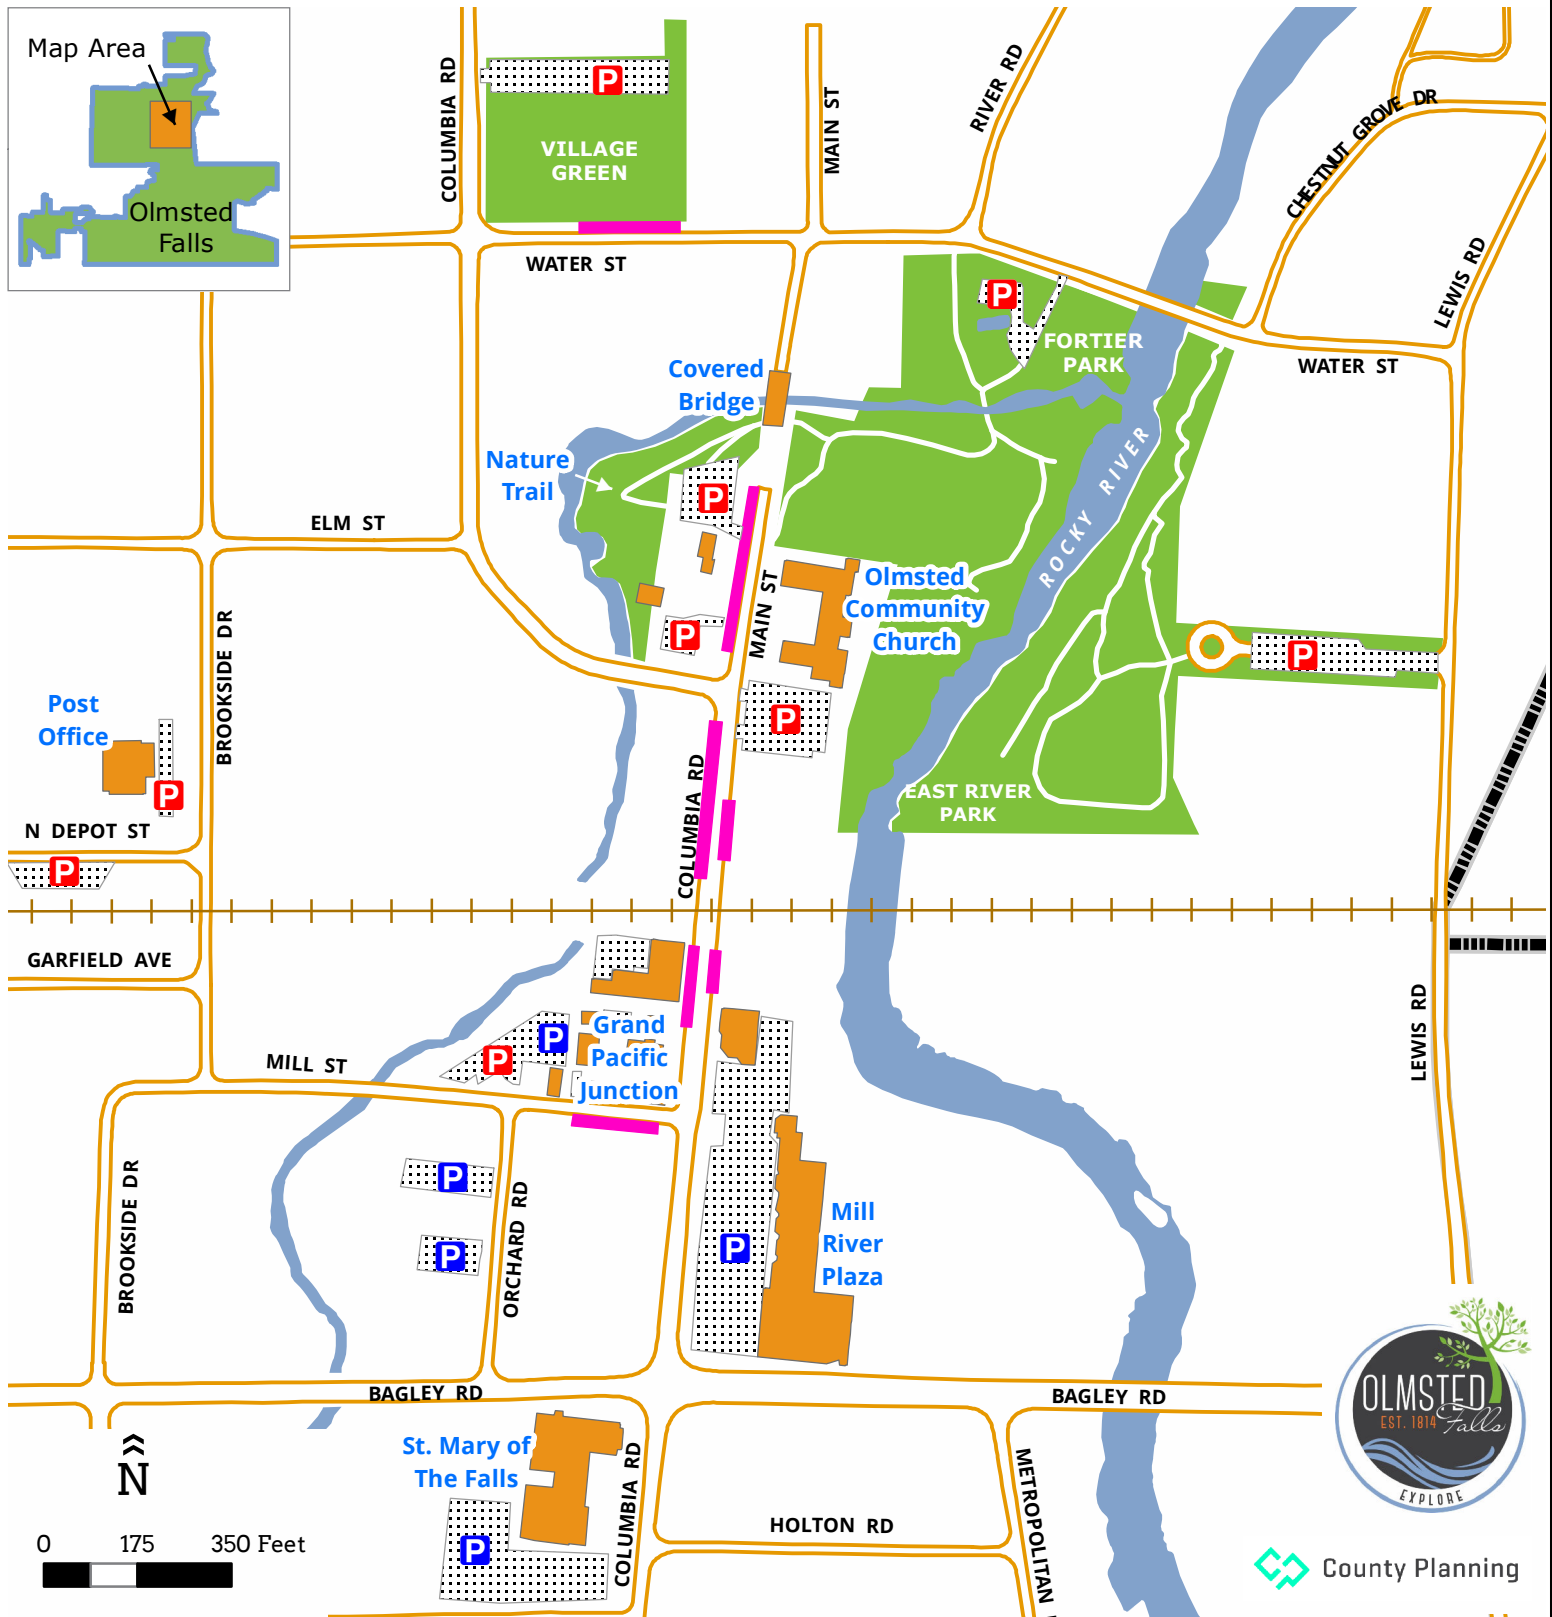 Map Area
Olmsted
Falls
COLUMBIA RD
P
VILLAGE
GREEN
MAIN ST
RIVER RD
CHESTNUT GROVE DR
LEWIS RD
WATER ST
P
FORTIER
PARK
WATER ST
Covered
Bridge
Nature
Trail
P
ROCKY RIVER
ELM ST
MAIN ST
Olmsted
Community
Church
P
P
BROOKSIDE DR
Post
Office
P
P
COLUMBIA RD
EAST RIVER
PARK
N DEPOT ST
P
GARFIELD AVE
LEWIS RD
Grand
Pacific
Junction
P
P
MILL ST
P
BROOKSIDE DR
ORCHARD RD
P
P
Mill
River
Plaza
BAGLEY RD
BAGLEY RD
OLMSTED
EST. 1814
Falls
EXPLORE
St. Mary of
The Falls
COLUMBIA RD
METROPOLITAN
N
HOLTON RD
P
0 175 350 Feet
County Planning